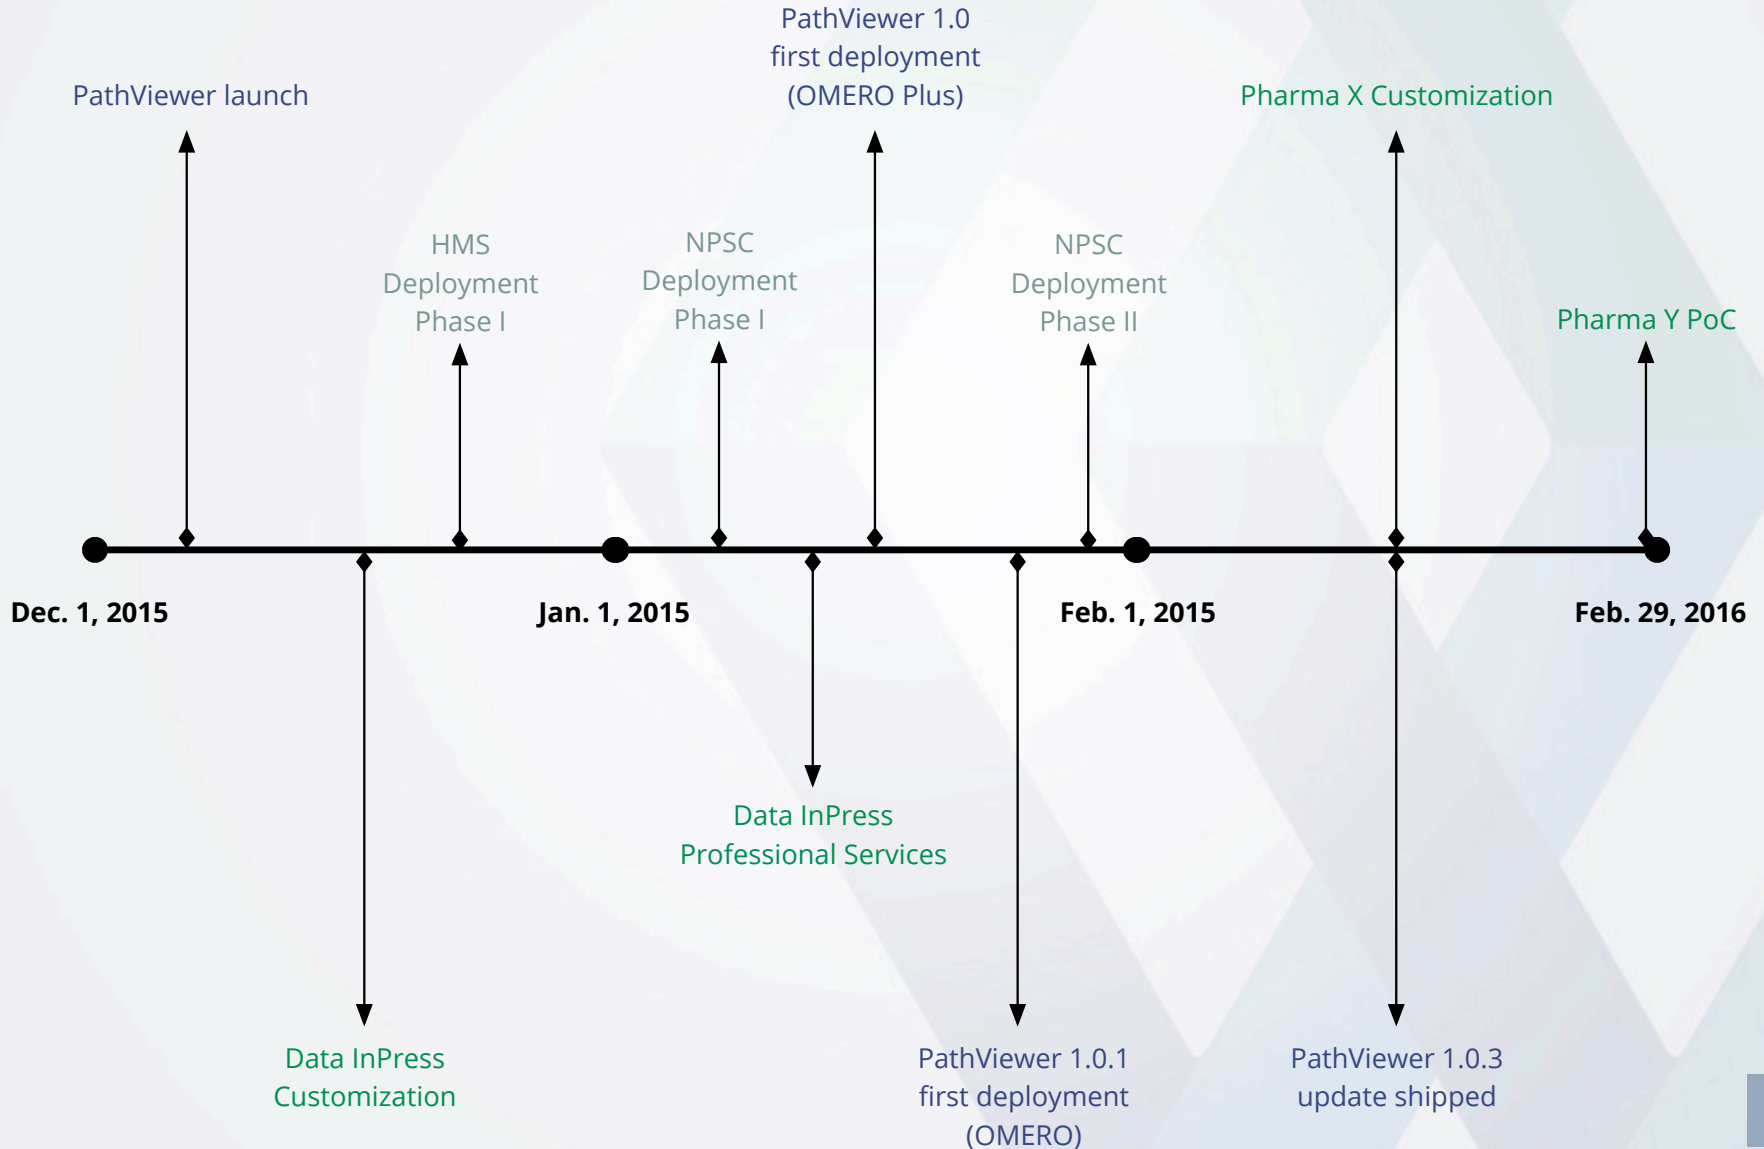 PathViewer 1.0
first deployment
(OMERO Plus)
PathViewer launch
Pharma X Customization
HMS
Deployment
Phase I
NPSC
Deployment
Phase I
NPSC
Deployment
Phase II
Pharma Y PoC
Dec. 1, 2015
Jan. 1, 2015
Feb. 1, 2015
Feb. 29, 2016
Data InPress
Professional Services
Data InPress
Customization
PathViewer 1.0.1
first deployment
(OMERO)
PathViewer 1.0.3
update shipped